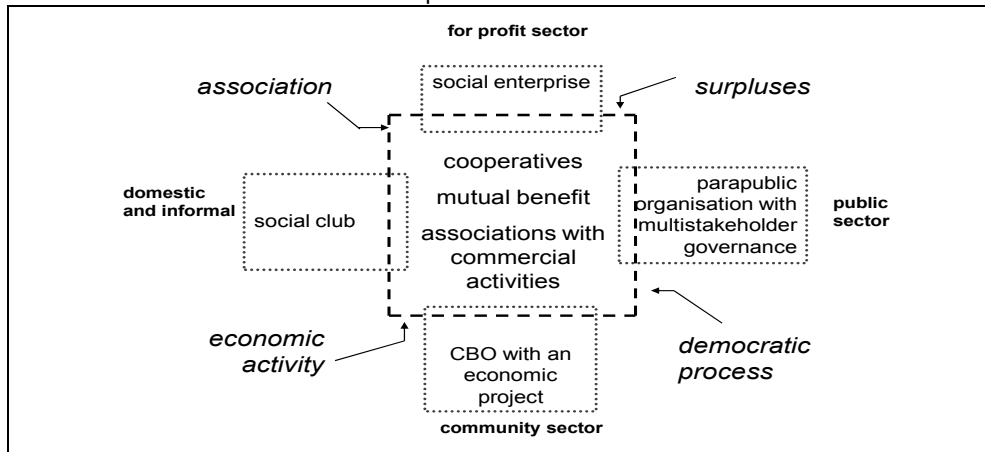 for profit sector
social enterprise
association
surpluses
cooperatives
mutual benefit
associations with
commercial
activities
domestic
and informal
social club
parapublic
organisation with
multistakeholder
governance
public
sector
economic
activity
CBO with an
economic
project
democratic
process
community sector